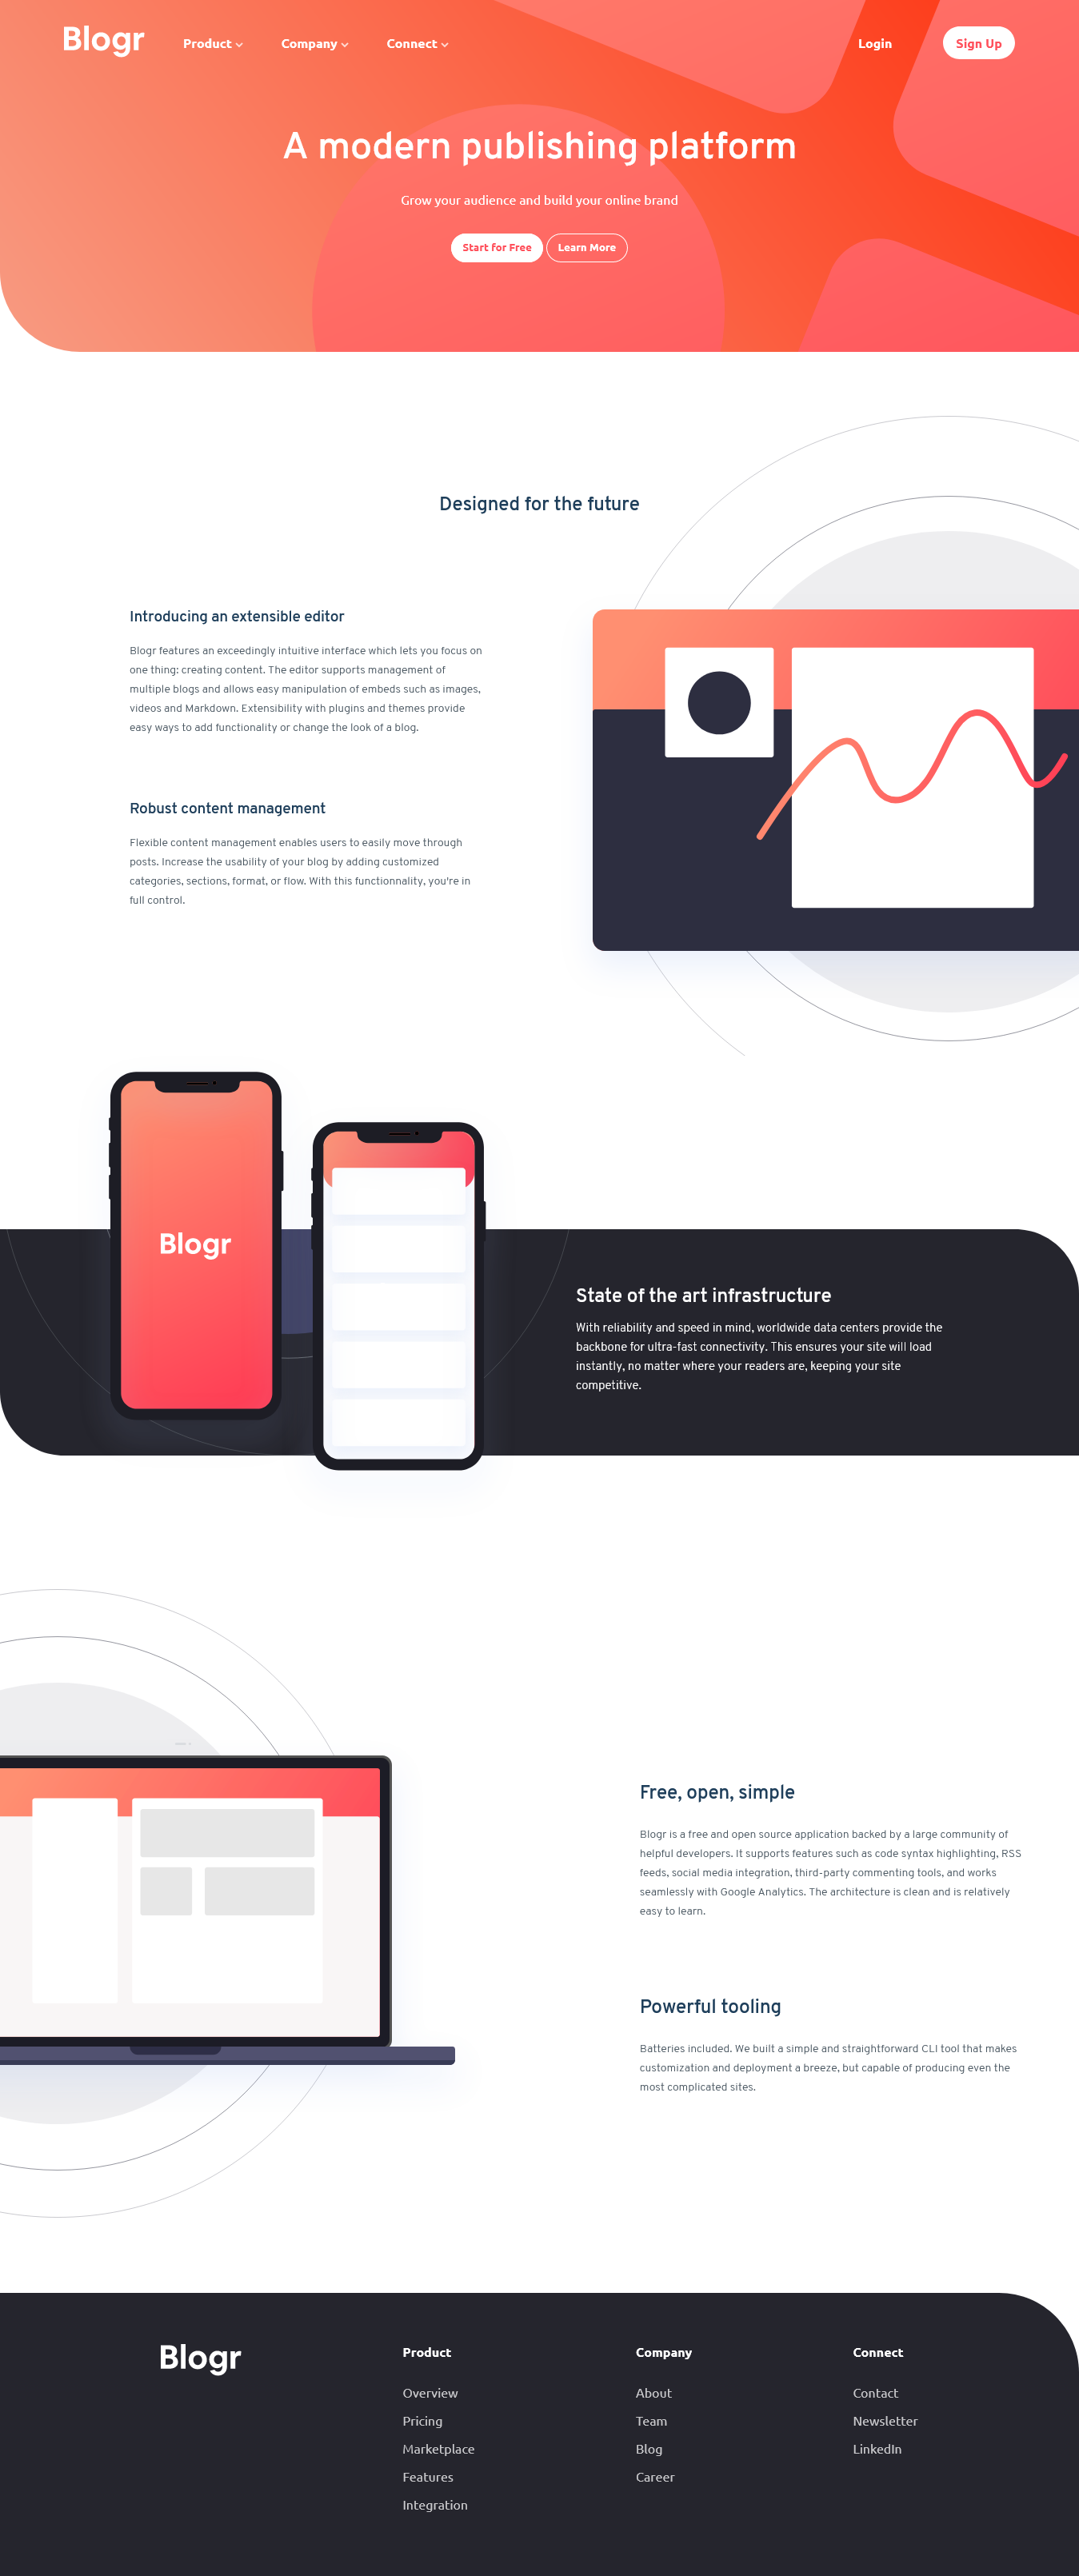 Blogr
Product
Company
Connect
Login
Sign Up
A modern publishing platform
Grow your audience and build your online brand
Start for Free
Learn More
Designed for the future
Introducing an extensible editor
Blogr features an exceedingly intuitive interface which lets you focus on
one thing: creating content. The editor supports management of
multiple blogs and allows easy manipulation of embeds such as images,
videos and Markdown. Extensibility with plugins and themes provide
easy ways to add functionality or change the look of a blog.
Robust content management
Flexible content management enables users to easily move through
posts. Increase the usability of your blog by adding customized
categories, sections, format, or flow. With this functionnality, you're in
full control.
Blogr
State of the art infrastructure
With reliability and speed in mind, worldwide data centers provide the
backbone for ultra-fast connectivity. This ensures your site will load
instantly, no matter where your readers are, keeping your site
competitive.
Free, open, simple
Blogr is a free and open source application backed by a large community of
helpful developers. It supports features such as code syntax highlighting, RSS
feeds, social media integration, third-party commenting tools, and works
seamlessly with Google Analytics. The architecture is clean and is relatively
easy to learn.
Powerful tooling
Batteries included. We built a simple and straightforward CLI tool that makes
customization and deployment a breeze, but capable of producing even the
most complicated sites.
Blogr
Product
Overview
Pricing
Marketplace
Features
Integration
Company
About
Team
Blog
Career
Connect
Contact
Newsletter
LinkedIn